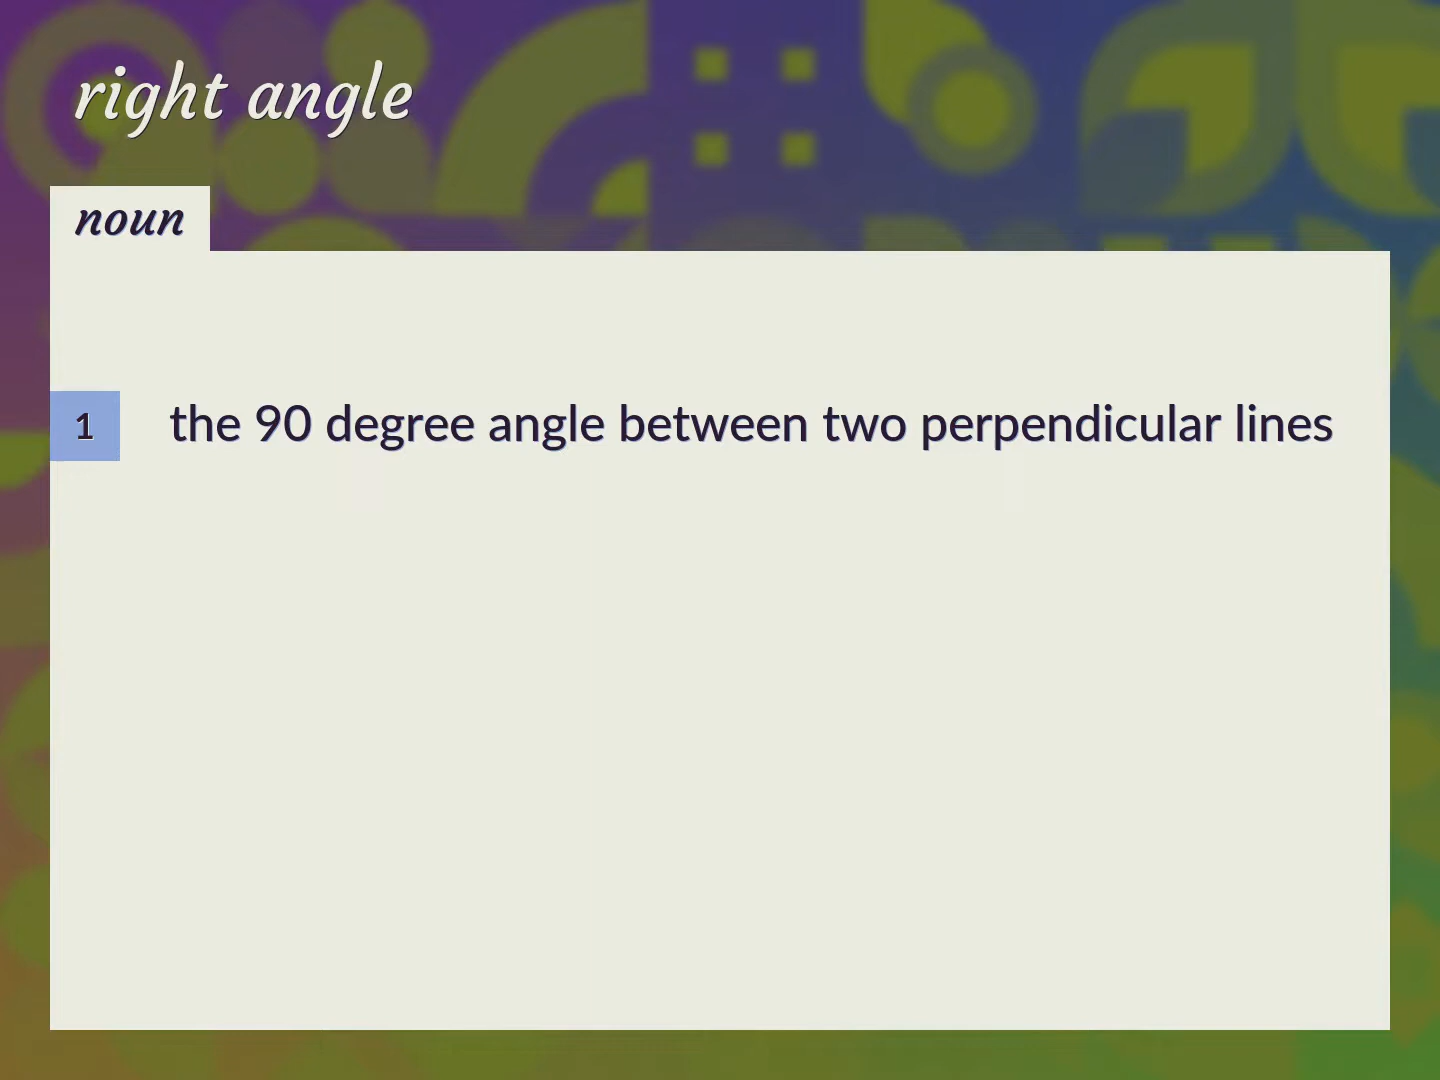 right angle
noun
1 the 90 degree angle between two perpendicular lines